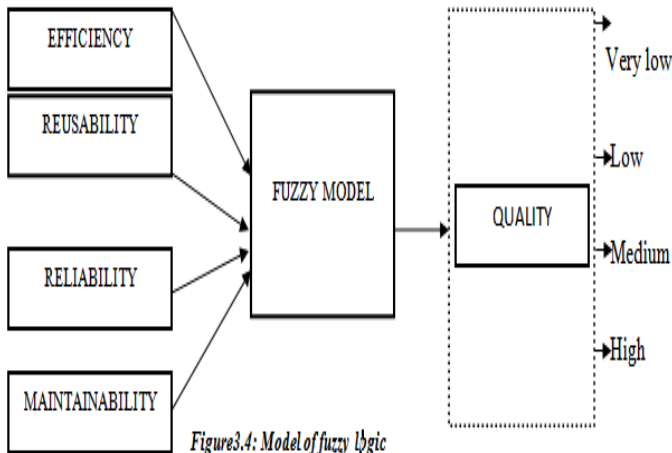 EFFICIENCY
REUSABILITY
RELIABILITY
MAINTAINABILITY
FUZZY MODEL
QUALITY
Very low
Low
Medium
High
Figure3.4: Model of fuzzy logic